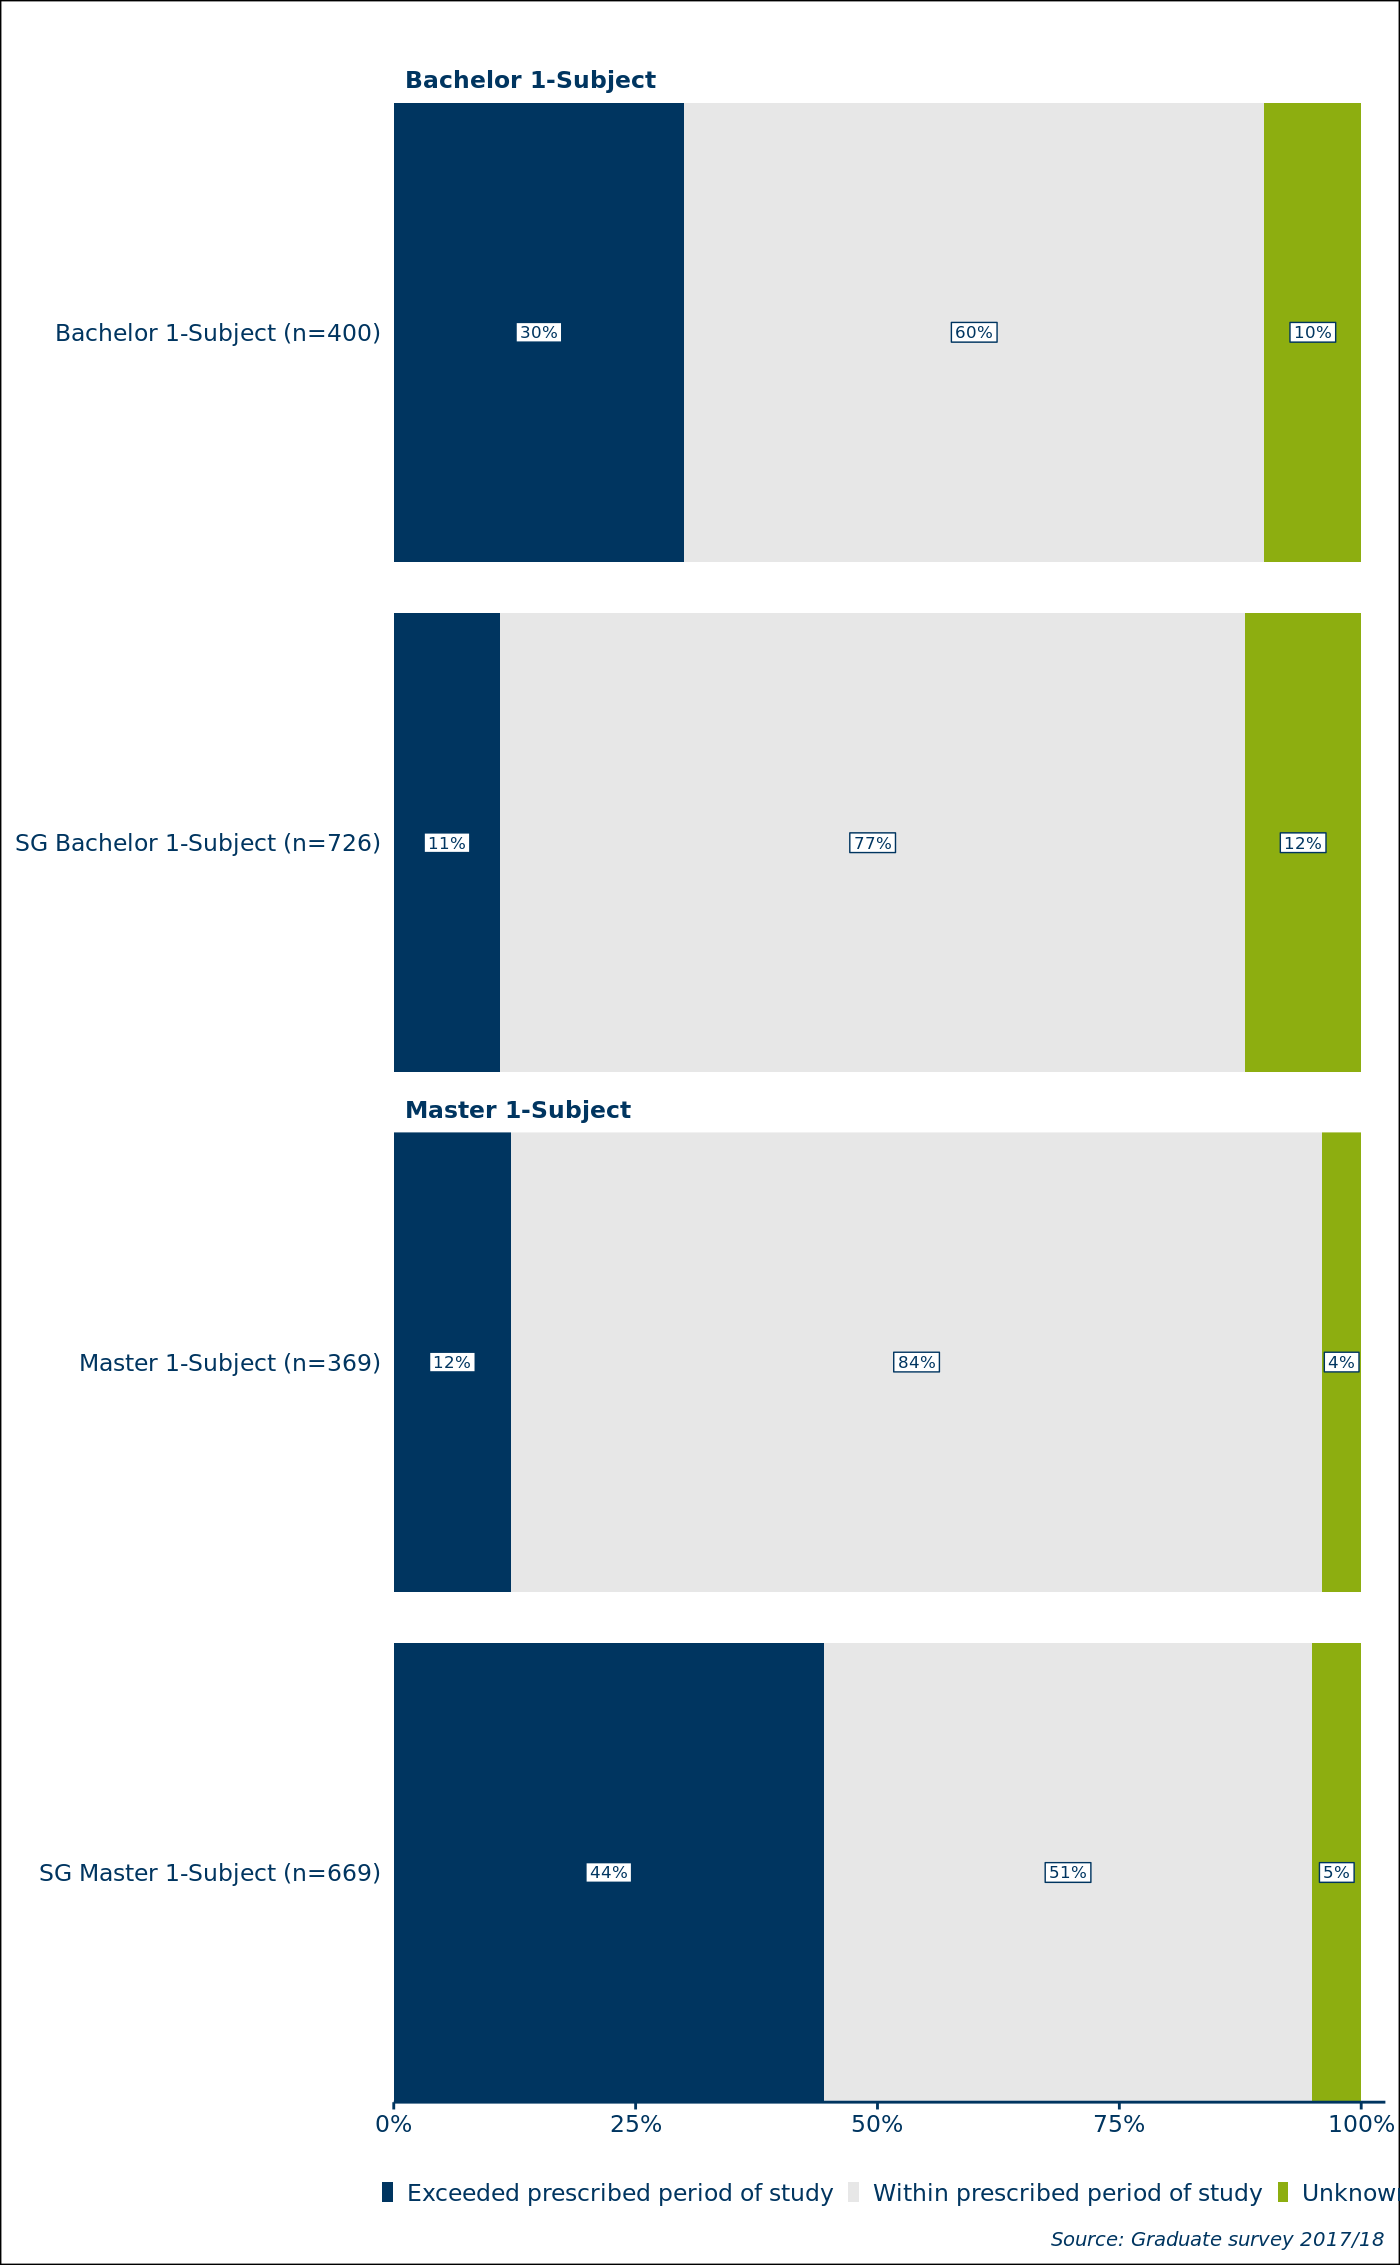 Bachelor 1-Subject
Bachelor 1-Subject (n=400) 30% 60% 10%
SG Bachelor 1-Subject (n=726) 11% 77% 12%
Master 1-Subject
Master 1-Subject (n=369) 12% 84% 4%
SG Master 1-Subject (n=669) 44% 51% 5%
0% 25% 50% 75% 100%
Exceeded prescribed period of study Within prescribed period of study
Source: Graduate survey 2017/18